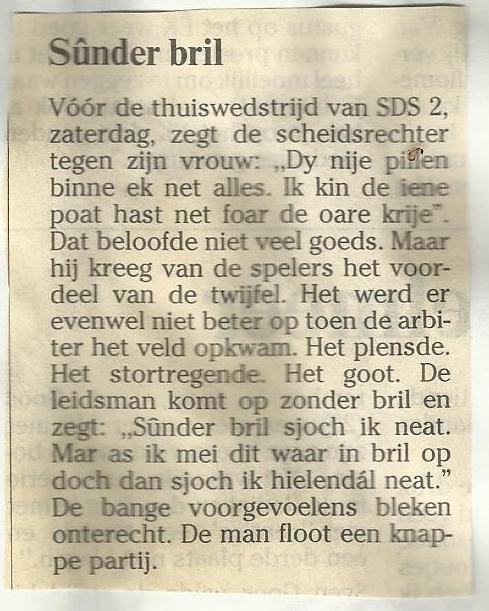 Sûnder bril
Vóór de thuiswedstrijd van SDS 2,
zaterdag, zegt de scheidsrechter
tegen zijn vrouw: „Dy nije pillen
binne ek net alles. Ik kin de iene
poat hast net foar de oare krije”.
Dat beloofde niet veel goeds. Maar
hij kreeg van de spelers het voor-
deel van de twijfel. Het werd er
evenwel niet beter op toen de arbi-
ter het veld opkwam. Het plensde.
Het stortregende. Het goot. De
leidsman komt op zonder bril en
zegt: „Sûnder bril sjoch ik neat.
Mar as ik mei dit waar in bril op
doch dan sjoch ik hielendál neat.”
De bange voorgevoelens bleken
onterecht. De man floot een knap-
pe partij.